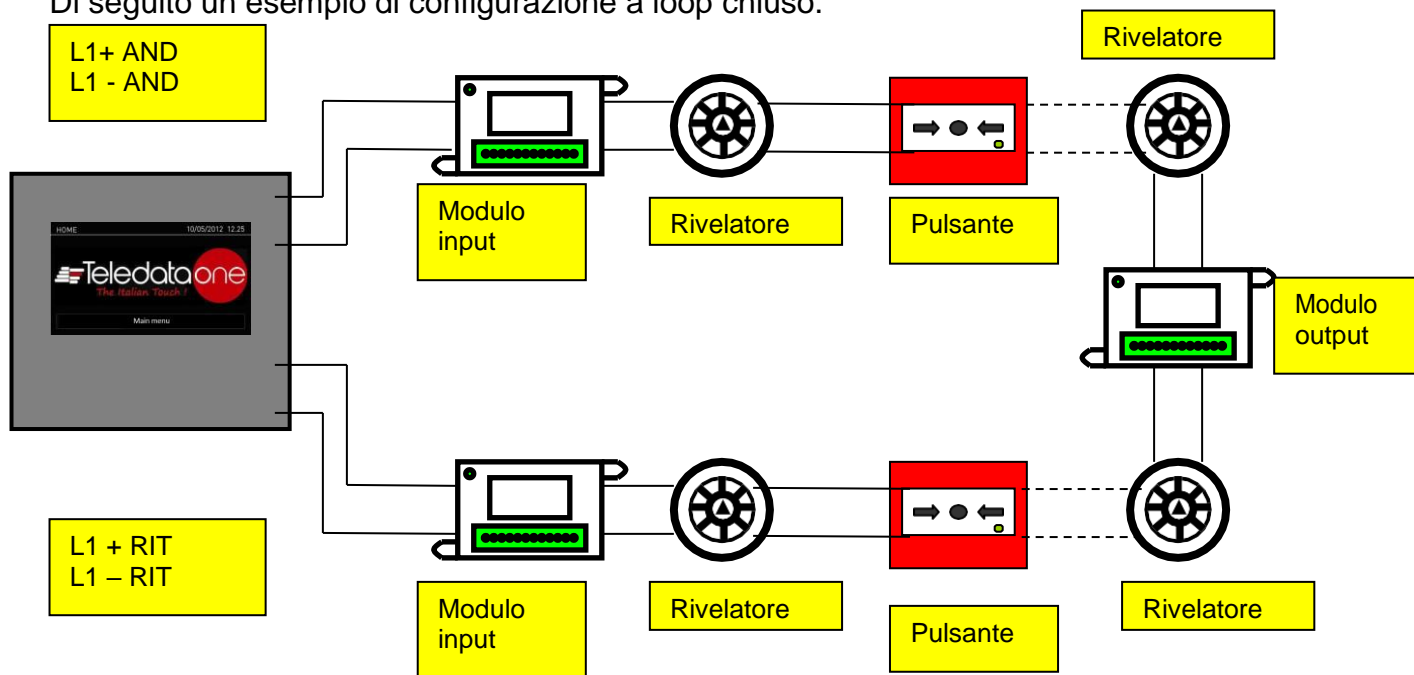 Di seguito un esempio di configurazione a loop chiuso.
L1+ AND
L1 - AND
Rivelatore
Modulo
input
Rivelatore
Pulsante
HOME 10/05/2012 12.25
Teledataone
The Italian Touch !
Main menu
Modulo
output
L1 + RIT
L1 – RIT
Modulo
input
Rivelatore
Pulsante
Rivelatore